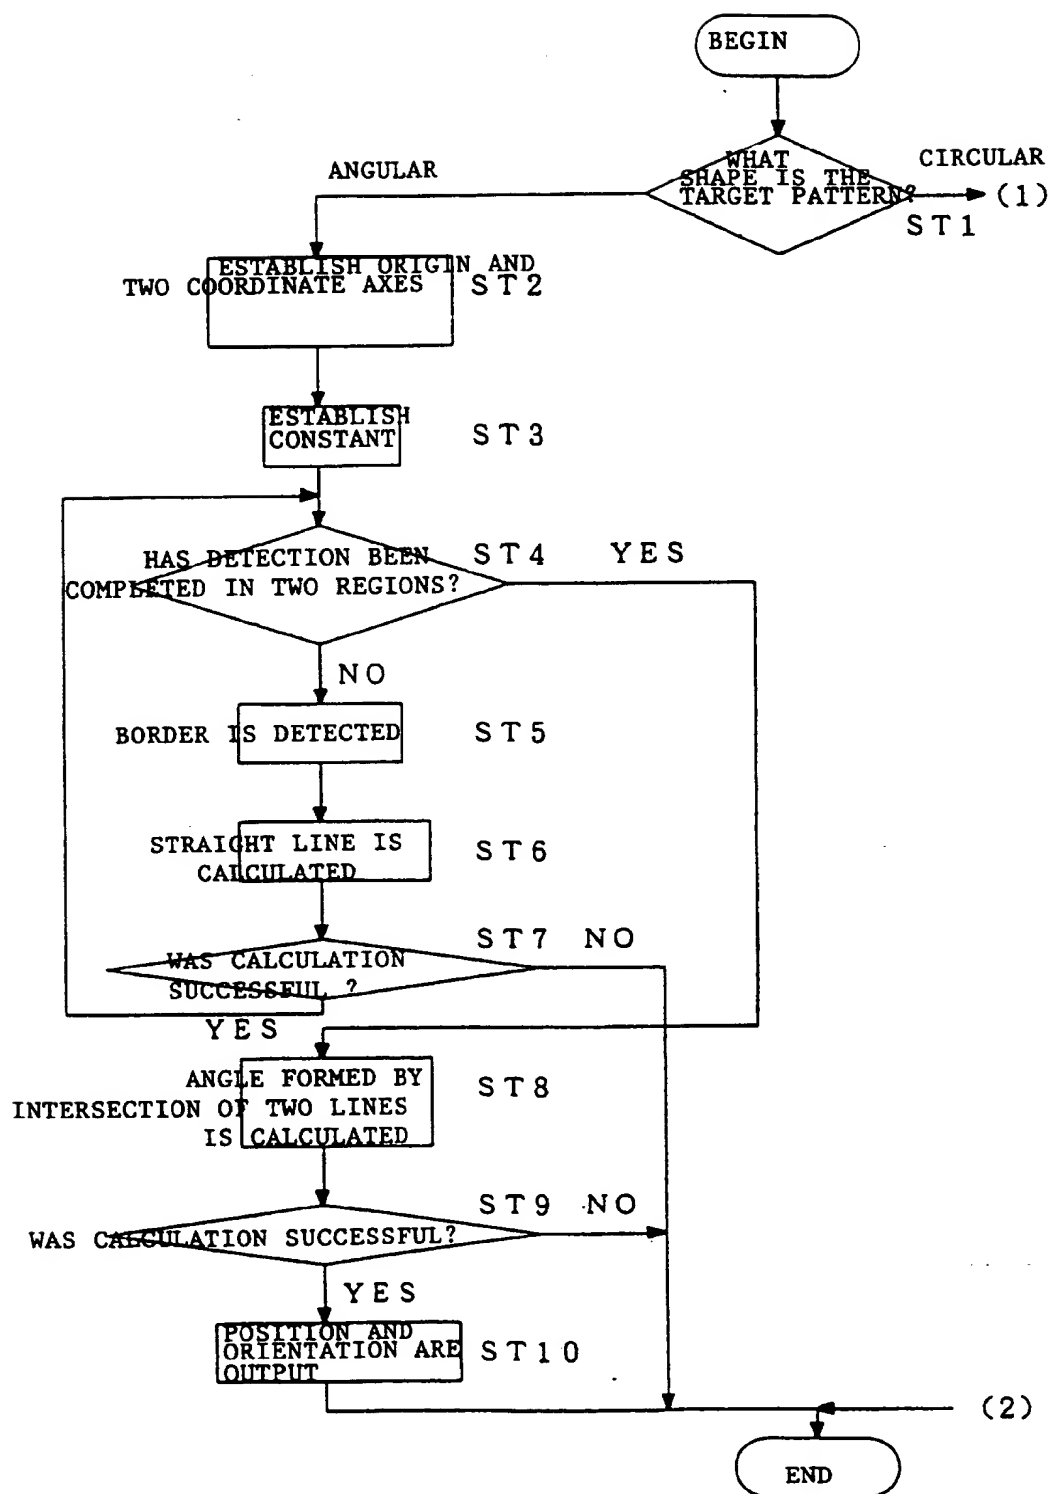 BEGIN
WHAT
SHAPE IS THE
TARGET PATTERN?
CIRCULAR
(1)
ST1
ANGULAR
ESTABLISH ORIGIN AND
TWO COORDINATE AXES
ST2
ESTABLISH
CONSTANT
ST3
HAS DETECTION BEEN
COMPLETED IN TWO REGIONS?
ST4
YES
NO
BORDER IS DETECTED
ST5
STRAIGHT LINE IS
CALCULATED
ST6
WAS CALCULATION
SUCCESSFUL ?
ST7
NO
YES
ANGLE FORMED BY
INTERSECTION OF TWO LINES
IS CALCULATED
ST8
WAS CALCULATION SUCCESSFUL?
ST9
NO
YES
POSITION AND
ORIENTATION ARE
OUTPUT
ST10
(2)
END